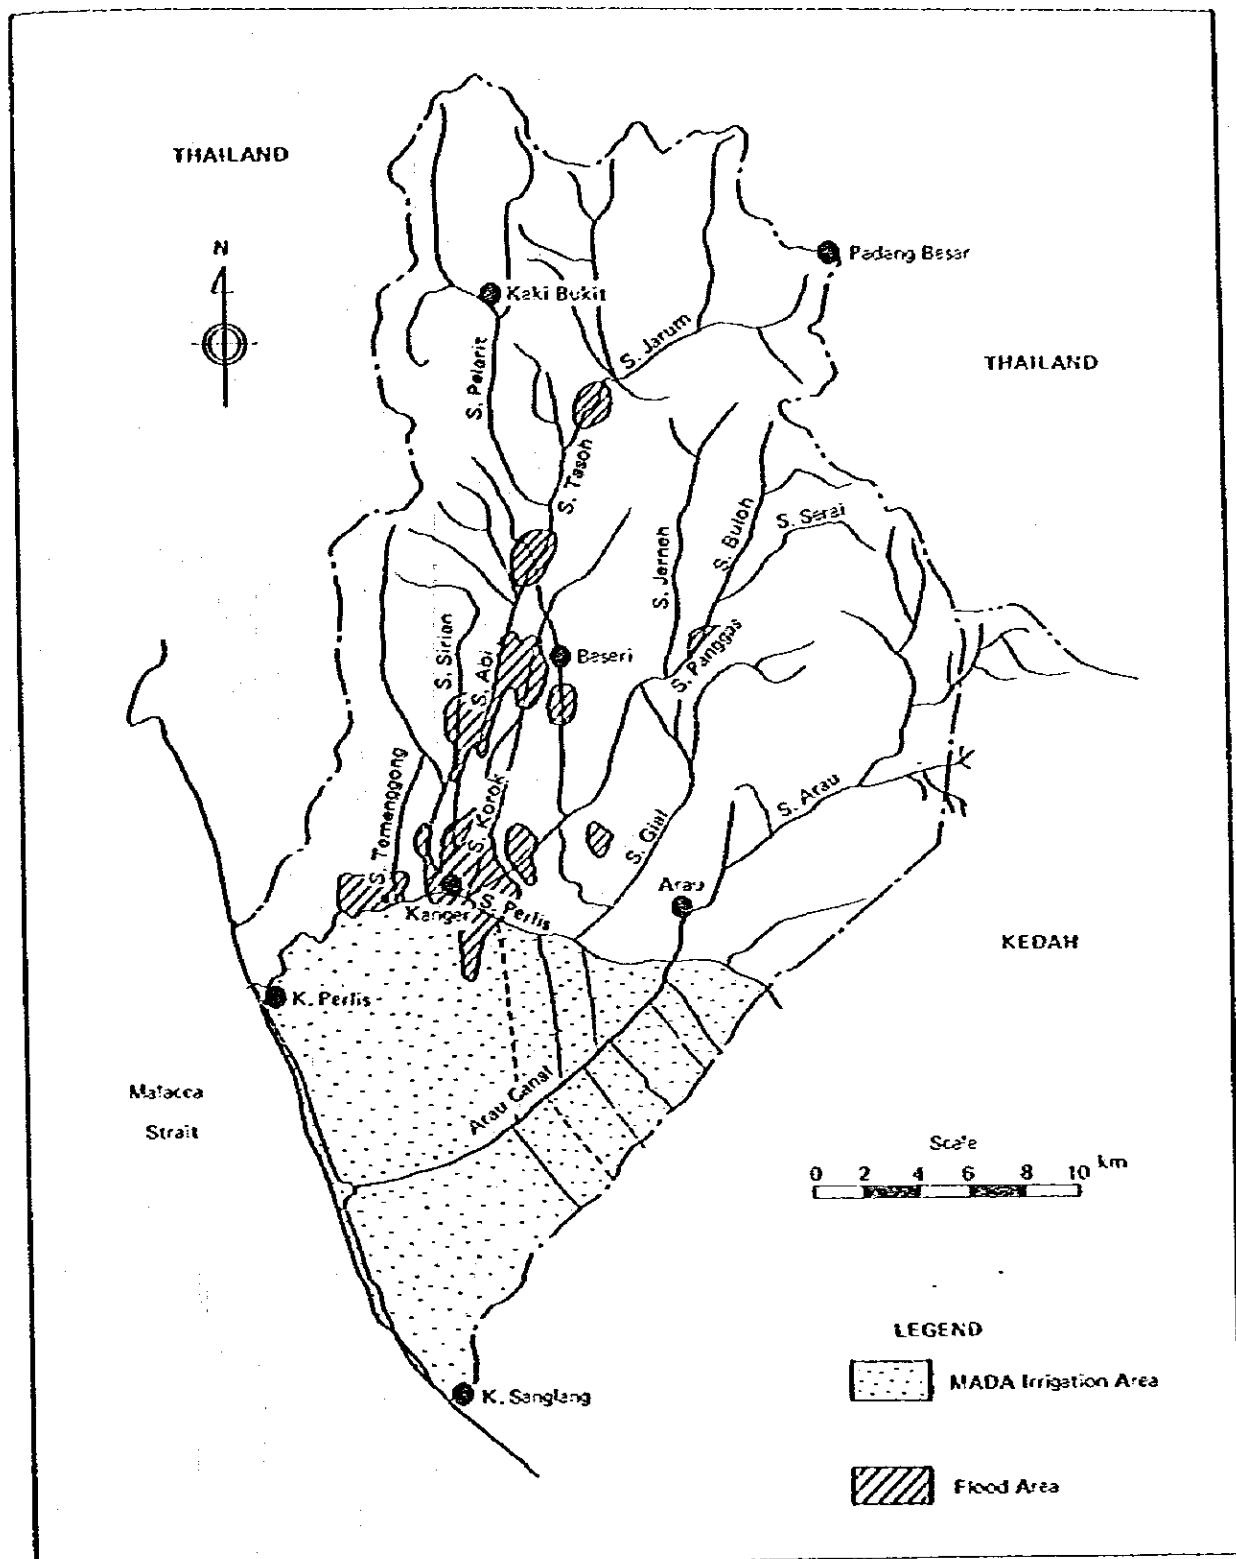 THAILAND
N
Padang Besar
Kaki Bukit
S. Jarum
THAILAND
S. Pelarit
S. Tasoh
S. Serai
S. Buloh
S. Jerneh
S. Sirian
S. Abi
Beseri
S. Panggas
S. Temenggong
S. Korok
S. Arau
S. Gial
Arau
S. Perlis
Kangar
KEDAH
K. Perlis
Arau Canal
Malacca
Strait
Scale
0 2 4 6 8 10 km
LEGEND
MADA Irrigation Area
K. Sanglang
Flood Area